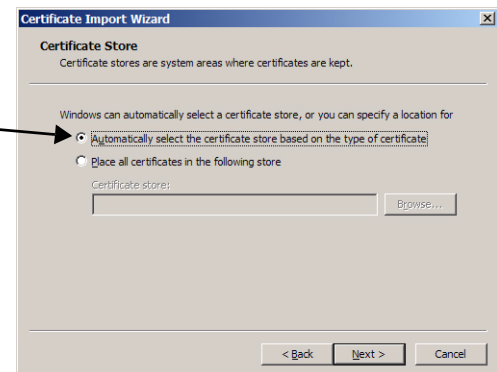 Certificate Import Wizard
Certificate Store
Certificate stores are system areas where certificates are kept.
Windows can automatically select a certificate store, or you can specify a location for
Automatically select the certificate store based on the type of certificate
Place all certificates in the following store
Certificate store:
Browse...
< Back Next > Cancel